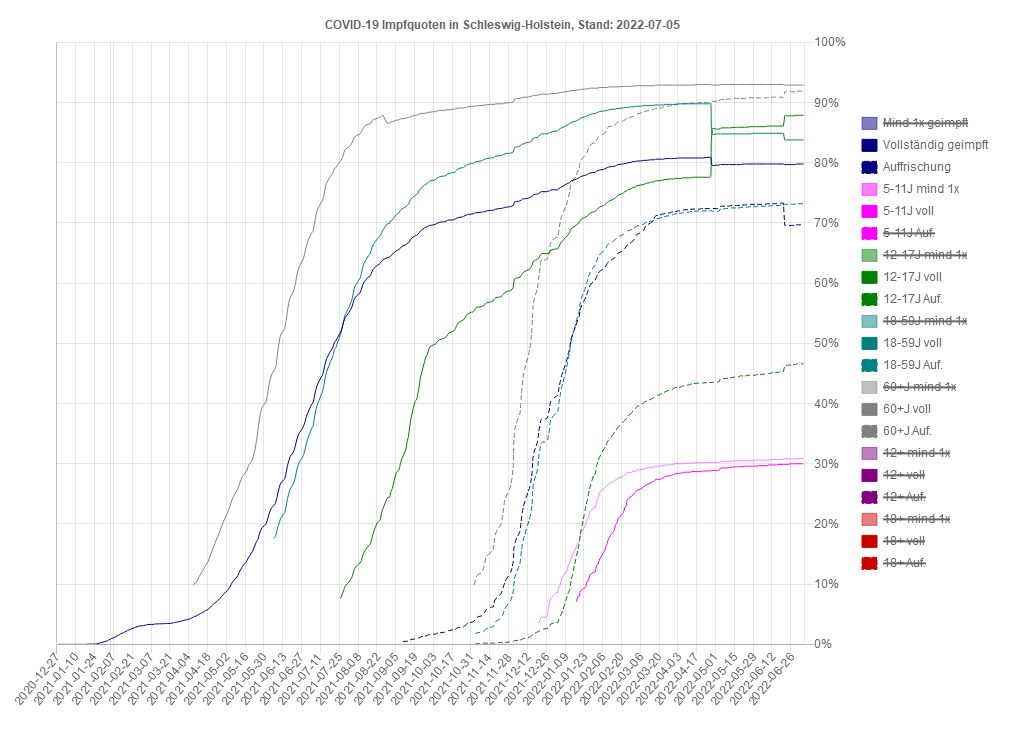 COVID-19 Impfquoten in Schleswig-Holstein, Stand: 2022-07-05
100%
90%
80%
70%
60%
50%
40%
30%
20%
10%
0%
Mind 1x geimpft
Vollständig geimpft
Auffrischung
5-11J mind 1x
5-11J voll
5-11J Auf.
12-17J mind 1x
12-17J voll
12-17J Auf.
18-59J mind 1x
18-59J voll
18-59J Auf.
60+J mind 1x
60+J voll
60+J Auf.
12+ mind 1x
12+ voll
12+ Auf.
18+ mind 1x
18+ voll
18+ Auf.
2020-12-27
2021-01-10
2021-01-24
2021-02-07
2021-02-21
2021-03-07
2021-03-21
2021-04-04
2021-04-18
2021-05-02
2021-05-16
2021-05-30
2021-06-13
2021-06-27
2021-07-11
2021-07-25
2021-08-08
2021-08-22
2021-09-05
2021-09-19
2021-10-03
2021-10-17
2021-10-31
2021-11-14
2021-11-28
2021-12-12
2021-12-26
2022-01-09
2022-01-23
2022-02-06
2022-02-20
2022-03-06
2022-03-20
2022-04-03
2022-04-17
2022-05-01
2022-05-15
2022-05-29
2022-06-12
2022-06-26